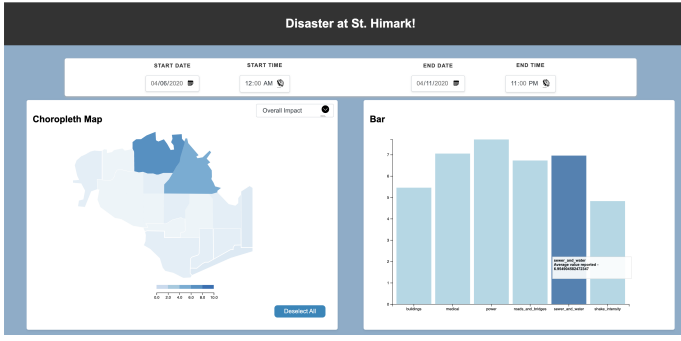 Disaster at St. Himark!
START DATE
START TIME
END DATE
END TIME
04/06/2020
12:00 AM
04/11/2020
11:00 PM
Choropleth Map
Overall Impact
0.0 2.0 4.0 6.0 8.0 10.0
Deselect All
Bar
7
6
5
4
3
2
1
0
sewer_and_water
Average value reported -
buildings medical power roads_and_bridges sewer_and_water shake_intensity